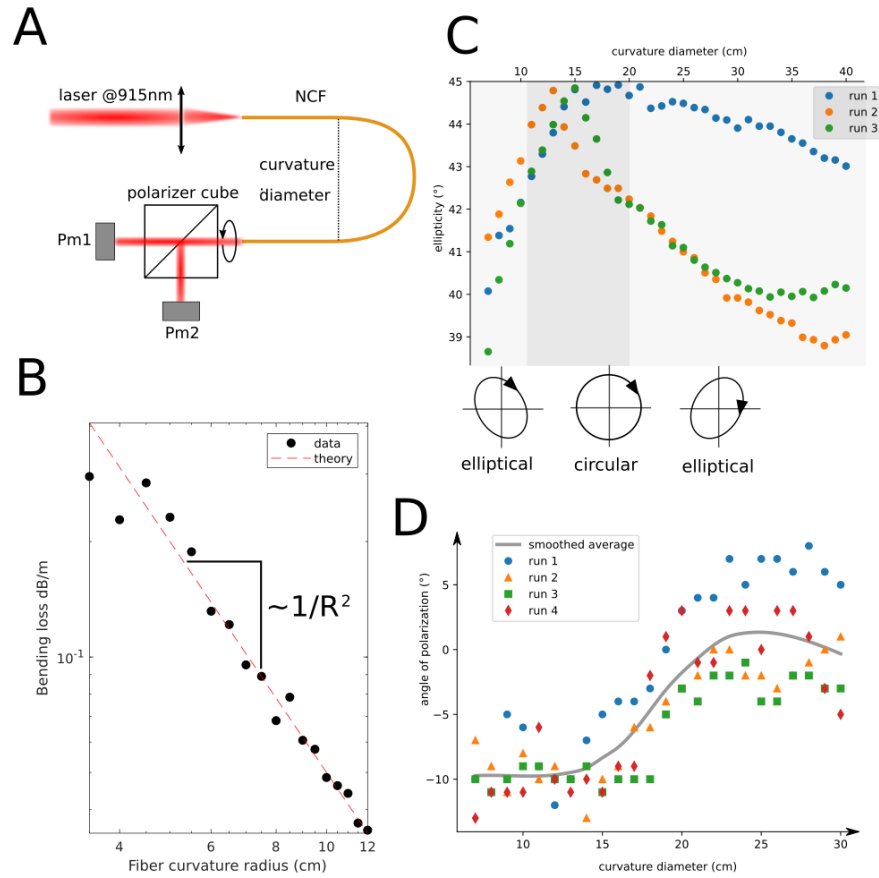 A
laser @915nm
NCF
curvature
diameter
polarizer cube
Pm1
Pm2
B
data
theory
~1/R²
10⁻¹
Bending loss dB/m
4
6
8
10
12
Fiber curvature radius (cm)
C
curvature diameter (cm)
10 15 20 25 30 35 40
45
44
43
42
41
40
39
ellipticity (°)
run 1
run 2
run 3
elliptical
circular
elliptical
D
smoothed average
run 1
run 2
run 3
run 4
angle of polarization (°)
5
0
−5
−10
10 15 20 25 30
curvature diameter (cm)